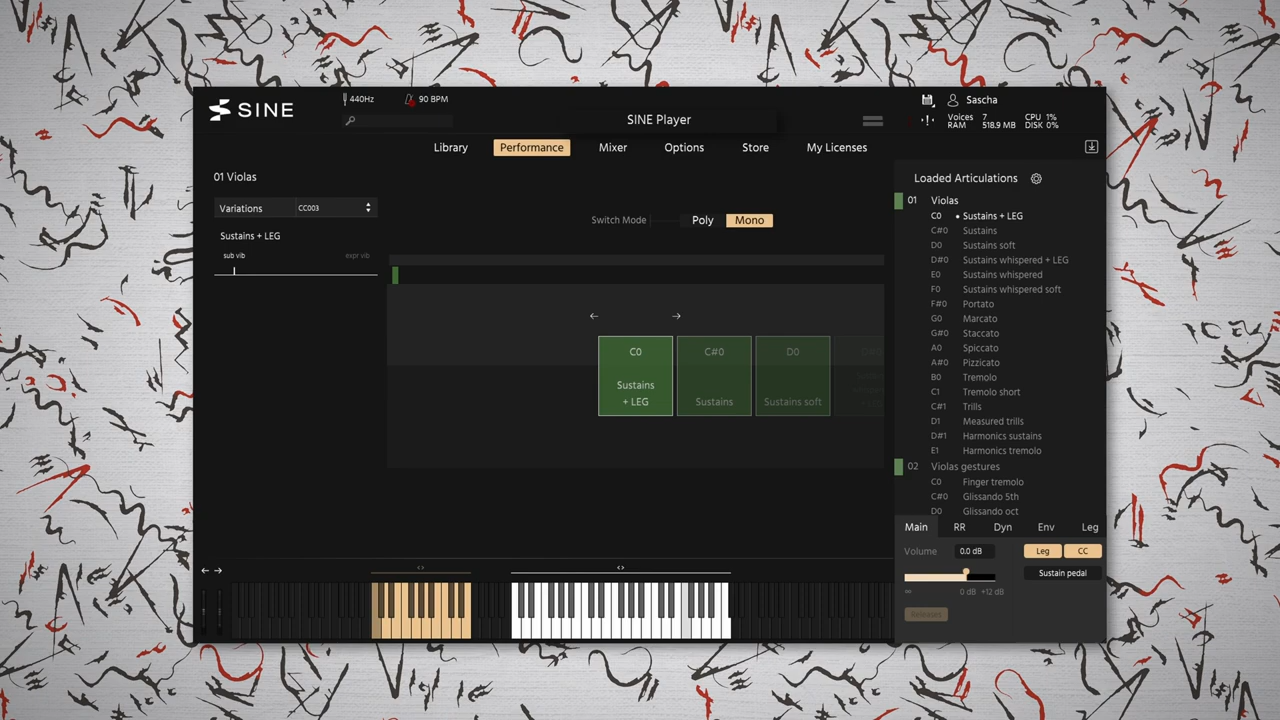 SINE
440Hz
90 BPM
SINE Player
Sascha
Voices 7
RAM 518.9 MB
CPU 1%
DISK 0%
Library Performance Mixer Options Store My Licenses
01 Violas
Variations CC003
Sustains + LEG
sub vib expr vib
Switch Mode Poly Mono
C0
Sustains
+ LEG
C#0
Sustains
D0
Sustains soft
Loaded Articulations
01 Violas
C0 • Sustains + LEG
C#0 Sustains
D0 Sustains soft
D#0 Sustains whispered + LEG
E0 Sustains whispered
F0 Sustains whispered soft
F#0 Portato
G0 Marcato
G#0 Staccato
A0 Spiccato
A#0 Pizzicato
B0 Tremolo
C1 Tremolo short
C#1 Trills
D1 Measured trills
D#1 Harmonics sustains
E1 Harmonics tremolo
02 Violas gestures
C0 Finger tremolo
C#0 Glissando 5th
D0 Glissando oct
Main RR Dyn Env Leg
Volume 0.0 dB Leg CC
Sustain pedal
∞ 0 dB +12 dB
Releases